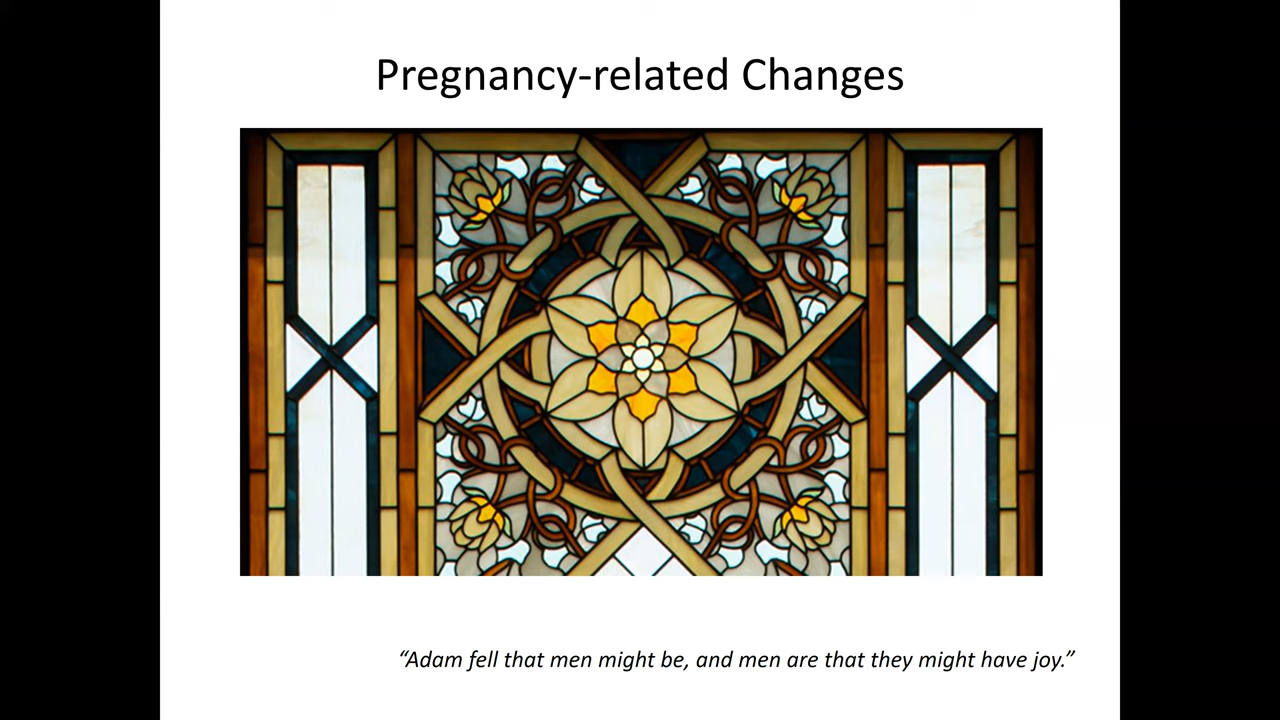 Pregnancy-related Changes
“Adam fell that men might be, and men are that they might have joy.”